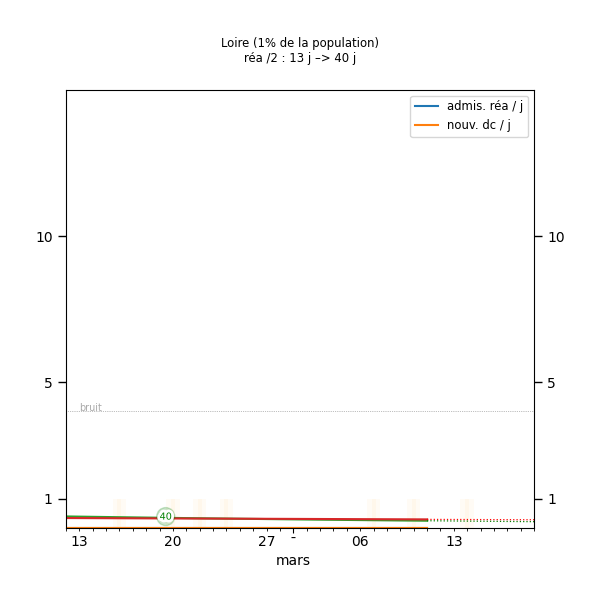 Loire (1% de la population)
réa /2 : 13 j −> 40 j
admis. réa / j
nouv. dc / j
10
10
5
5
bruit
1
1
40
13
20
27
-
06
13
mars